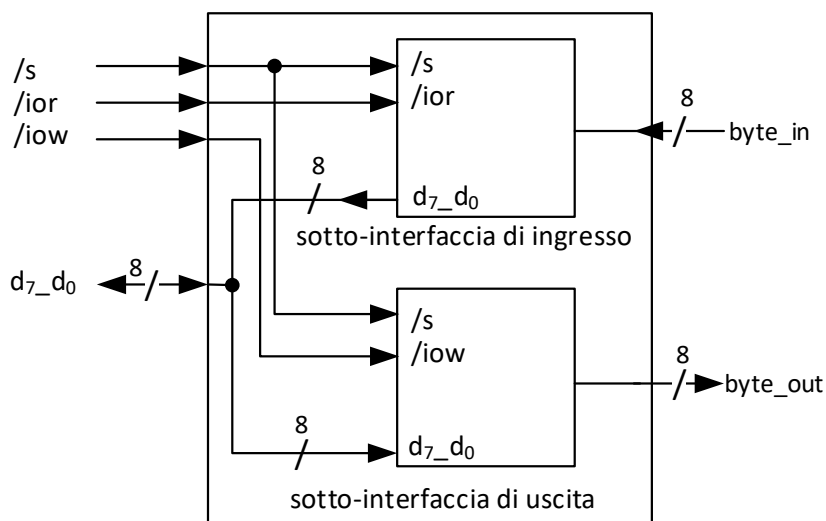 /s
/ior
/iow
/s
/ior
8
byte_in
8
d7_d0
sotto-interfaccia di ingresso
8
d7_d0
/s
/iow
8
byte_out
8
d7_d0
sotto-interfaccia di uscita